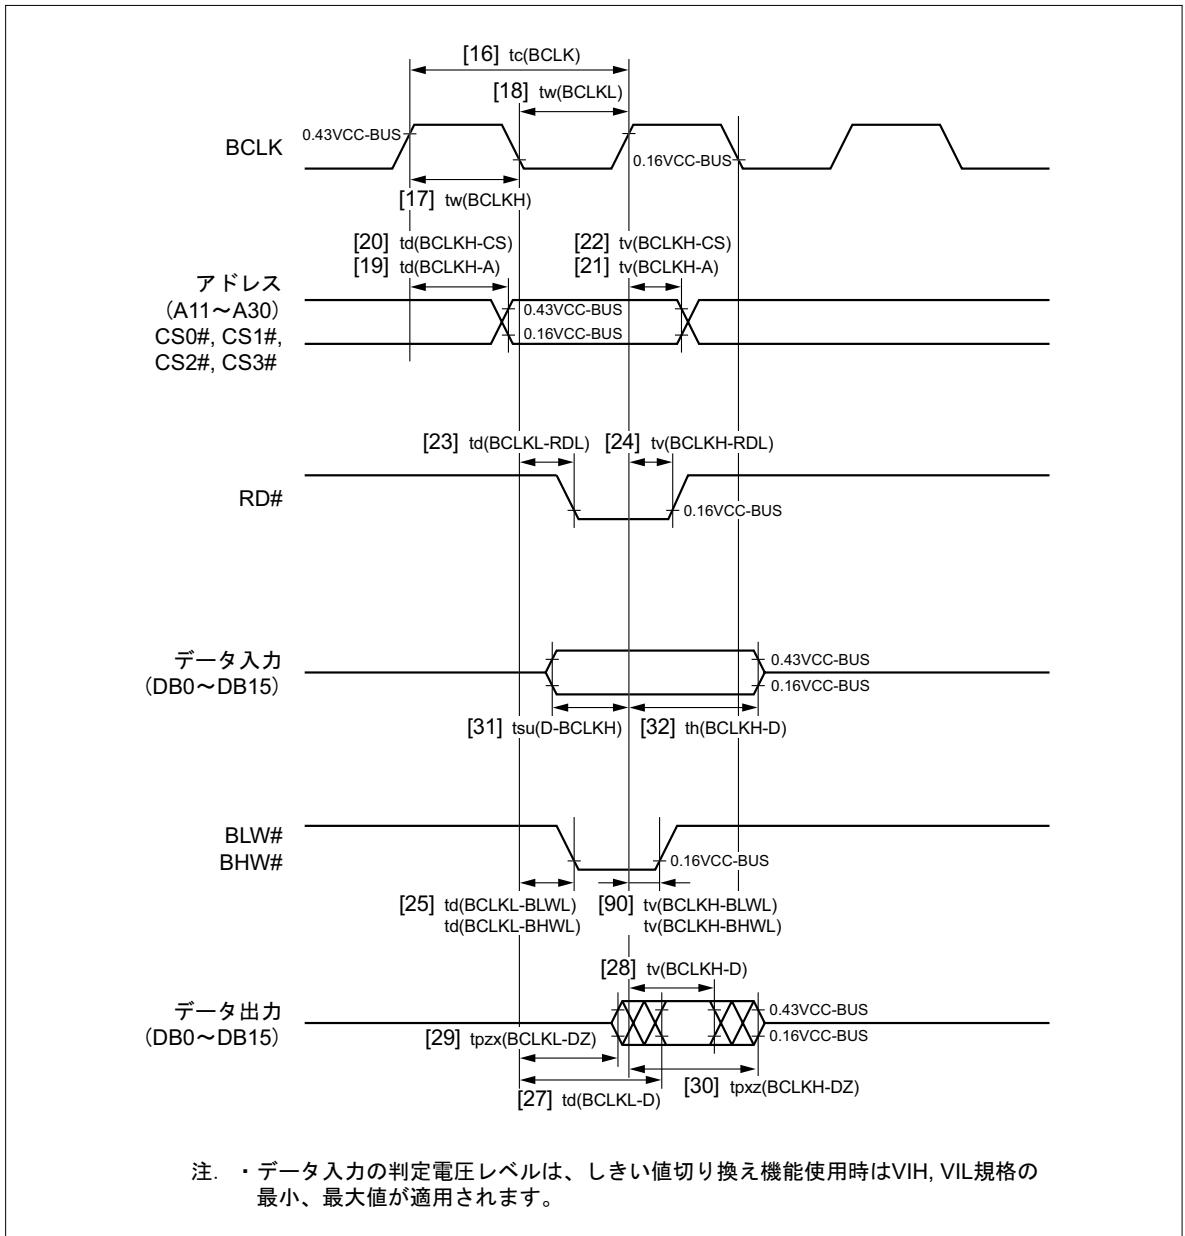 [16] tc(BCLK)
[18] tw(BCLKL)
0.43VCC-BUS
BCLK
0.16VCC-BUS
[17] tw(BCLKH)
[20] td(BCLKH-CS)
[22] tv(BCLKH-CS)
[19] td(BCLKH-A)
[21] tv(BCLKH-A)
アドレス
（A11～A30）
CS0#, CS1#,
CS2#, CS3#
0.43VCC-BUS
0.16VCC-BUS
[23] td(BCLKL-RDL)
[24] tv(BCLKH-RDL)
RD#
0.16VCC-BUS
データ入力
（DB0～DB15）
0.43VCC-BUS
0.16VCC-BUS
[31] tsu(D-BCLKH)
[32] th(BCLKH-D)
BLW#
BHW#
0.16VCC-BUS
[25] td(BCLKL-BLWL)
td(BCLKL-BHWL)
[90] tv(BCLKH-BLWL)
tv(BCLKH-BHWL)
[28] tv(BCLKH-D)
データ出力
（DB0～DB15）
0.43VCC-BUS
0.16VCC-BUS
[29] tpzx(BCLKL-DZ)
[30] tpxz(BCLKH-DZ)
[27] td(BCLKL-D)
注. ・データ入力の判定電圧レベルは、しきい値切り換え機能使用時はVIH, VIL規格の
最小、最大値が適用されます。